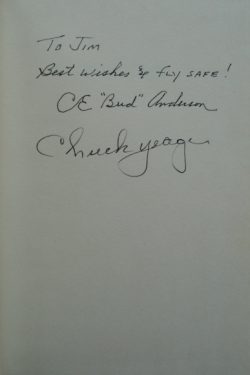 To Jim
Best wishes & fly safe!
CE "Bud" Anderson
Chuck Yeager